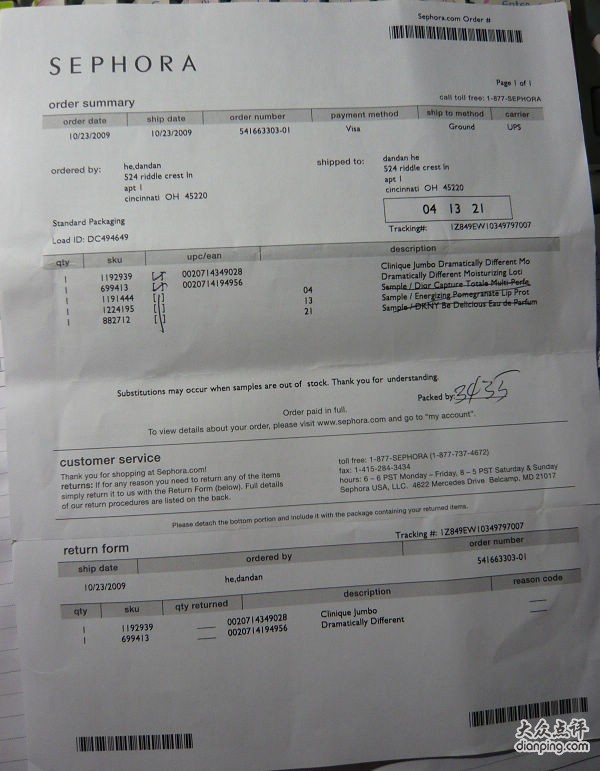 Sephora.com Order #
SEPHORA
Page 1 of 1
order summary
call toll free: 1-877-SEPHORA
order date ship date order number payment method ship to method carrier
10/23/2009 10/23/2009 541663303-01 Visa Ground UPS
ordered by: he,dandan shipped to: dandan he
524 riddle crest ln 524 riddle crest ln
apt 1 apt 1
cincinnati OH 45220 cincinnati OH 45220
04 13 21
Standard Packaging
Tracking#: 1Z849EW10349797007
Load ID: DC494649
qty sku upc/ean description
1 1192939 0020714349028 Clinique Jumbo Dramatically Different Mo
1 699413 0020714194956 Dramatically Different Moisturizing Loti
1 1191444 [ ] 04 Sample / Dior Capture Totale Multi-Perfe
1 1224195 [ ] 13 Sample / Energizing Pomegranate Lip Prot
1 882712 [ ] 21 Sample / DKNY Be Delicious Eau de Parfum
Substitutions may occur when samples are out of stock. Thank you for understanding.
Packed by:
Order paid in full.
To view details about your order, please visit www.sephora.com and go to "my account".
customer service
Thank you for shopping at Sephora.com!
returns: If for any reason you need to return any of the items
simply return it to us with the Return Form (below). Full details
of our return procedures are listed on the back.
toll free: 1-877-SEPHORA (1-877-737-4672)
fax: 1-415-284-3434
hours: 6 – 6 PST Monday – Friday, 8 – 5 PST Saturday & Sunday
Sephora USA, LLC. 4622 Mercedes Drive Belcamp, MD 21017
Please detach the bottom portion and include it with the package containing your returned items.
return form
Tracking #: 1Z849EW10349797007
ship date ordered by order number
10/23/2009 he,dandan 541663303-01
qty sku qty returned description reason code
1 1192939 0020714349028 Clinique Jumbo
1 699413 0020714194956 Dramatically Different
大众点评
dianping.com